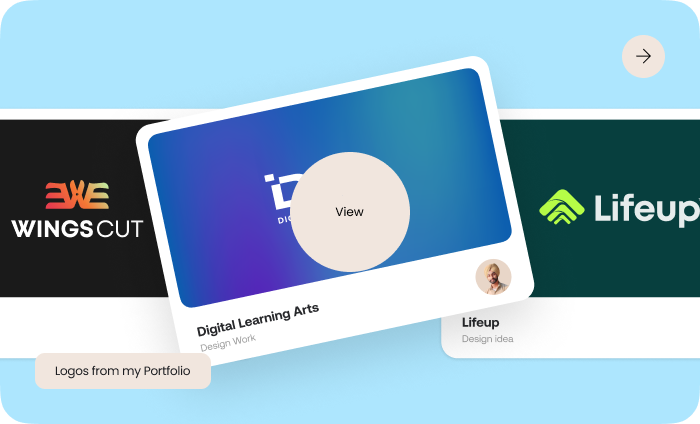 WINGSCUT
View
Lifeup
Digital Learning Arts
Design Work
Lifeup
Design idea
Logos from my Portfolio